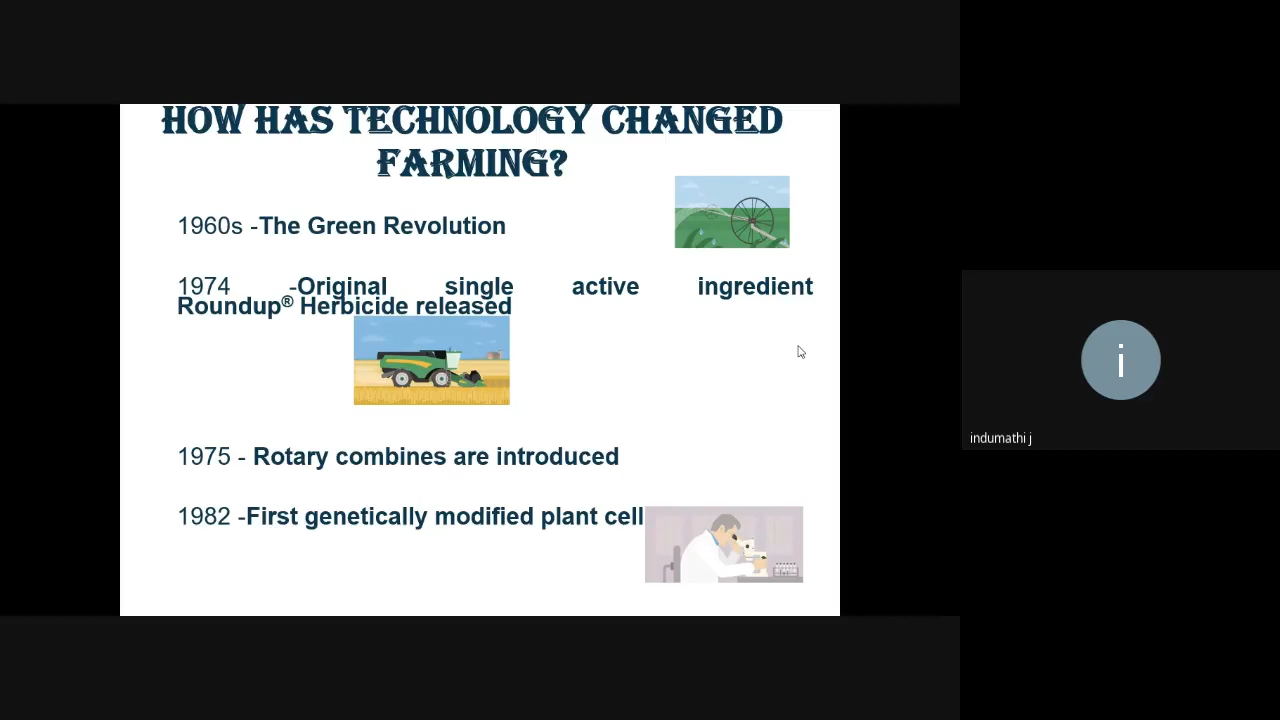 HOW HAS TECHNOLOGY CHANGED
FARMING?
1960s -The Green Revolution
1974 -Original single active ingredient
Roundup® Herbicide released
1975 - Rotary combines are introduced
1982 -First genetically modified plant cell
i
indumathi j